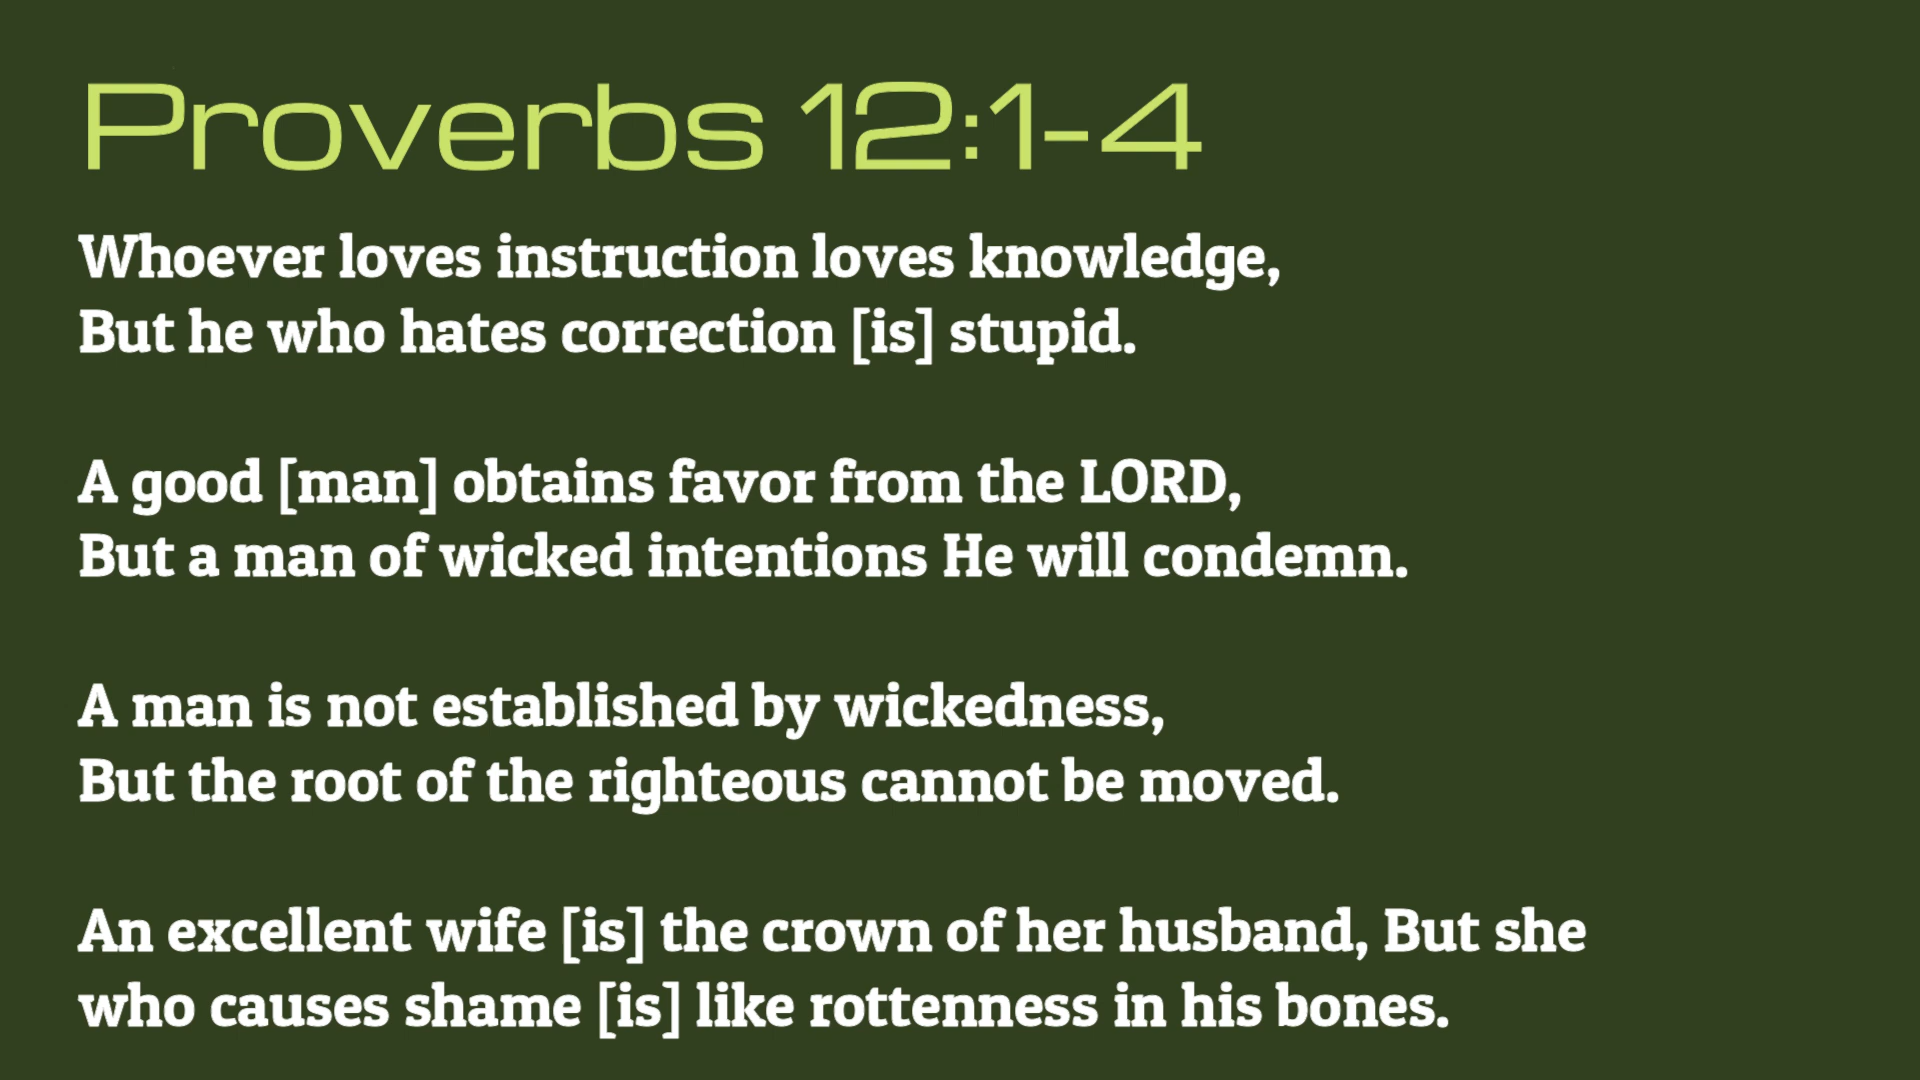 Proverbs 12:1-4
Whoever loves instruction loves knowledge,
But he who hates correction [is] stupid.
A good [man] obtains favor from the LORD,
But a man of wicked intentions He will condemn.
A man is not established by wickedness,
But the root of the righteous cannot be moved.
An excellent wife [is] the crown of her husband, But she
who causes shame [is] like rottenness in his bones.